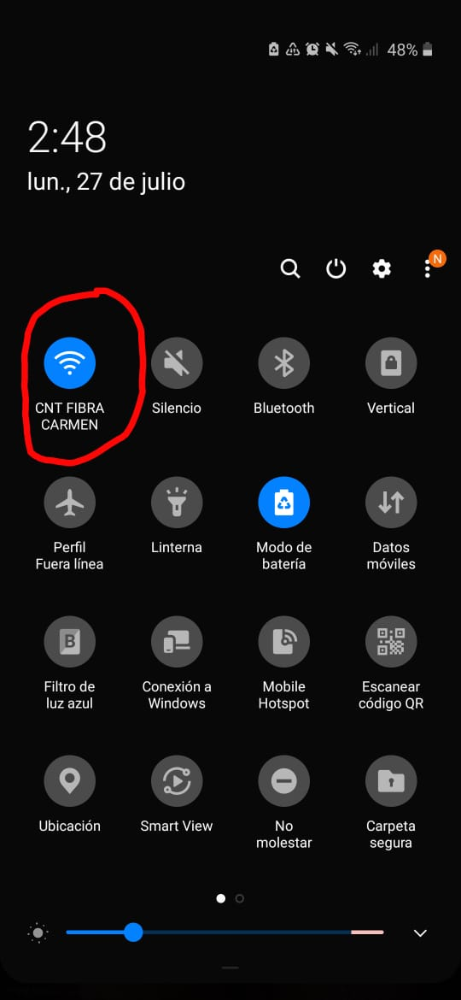 48%
2:48
lun., 27 de julio
N
CNT FIBRA
CARMEN
Silencio
Bluetooth
Vertical
Perfil
Fuera línea
Linterna
Modo de
batería
Datos
móviles
B
Filtro de
luz azul
Conexión a
Windows
Mobile
Hotspot
Escanear
código QR
Ubicación
Smart View
No
molestar
Carpeta
segura